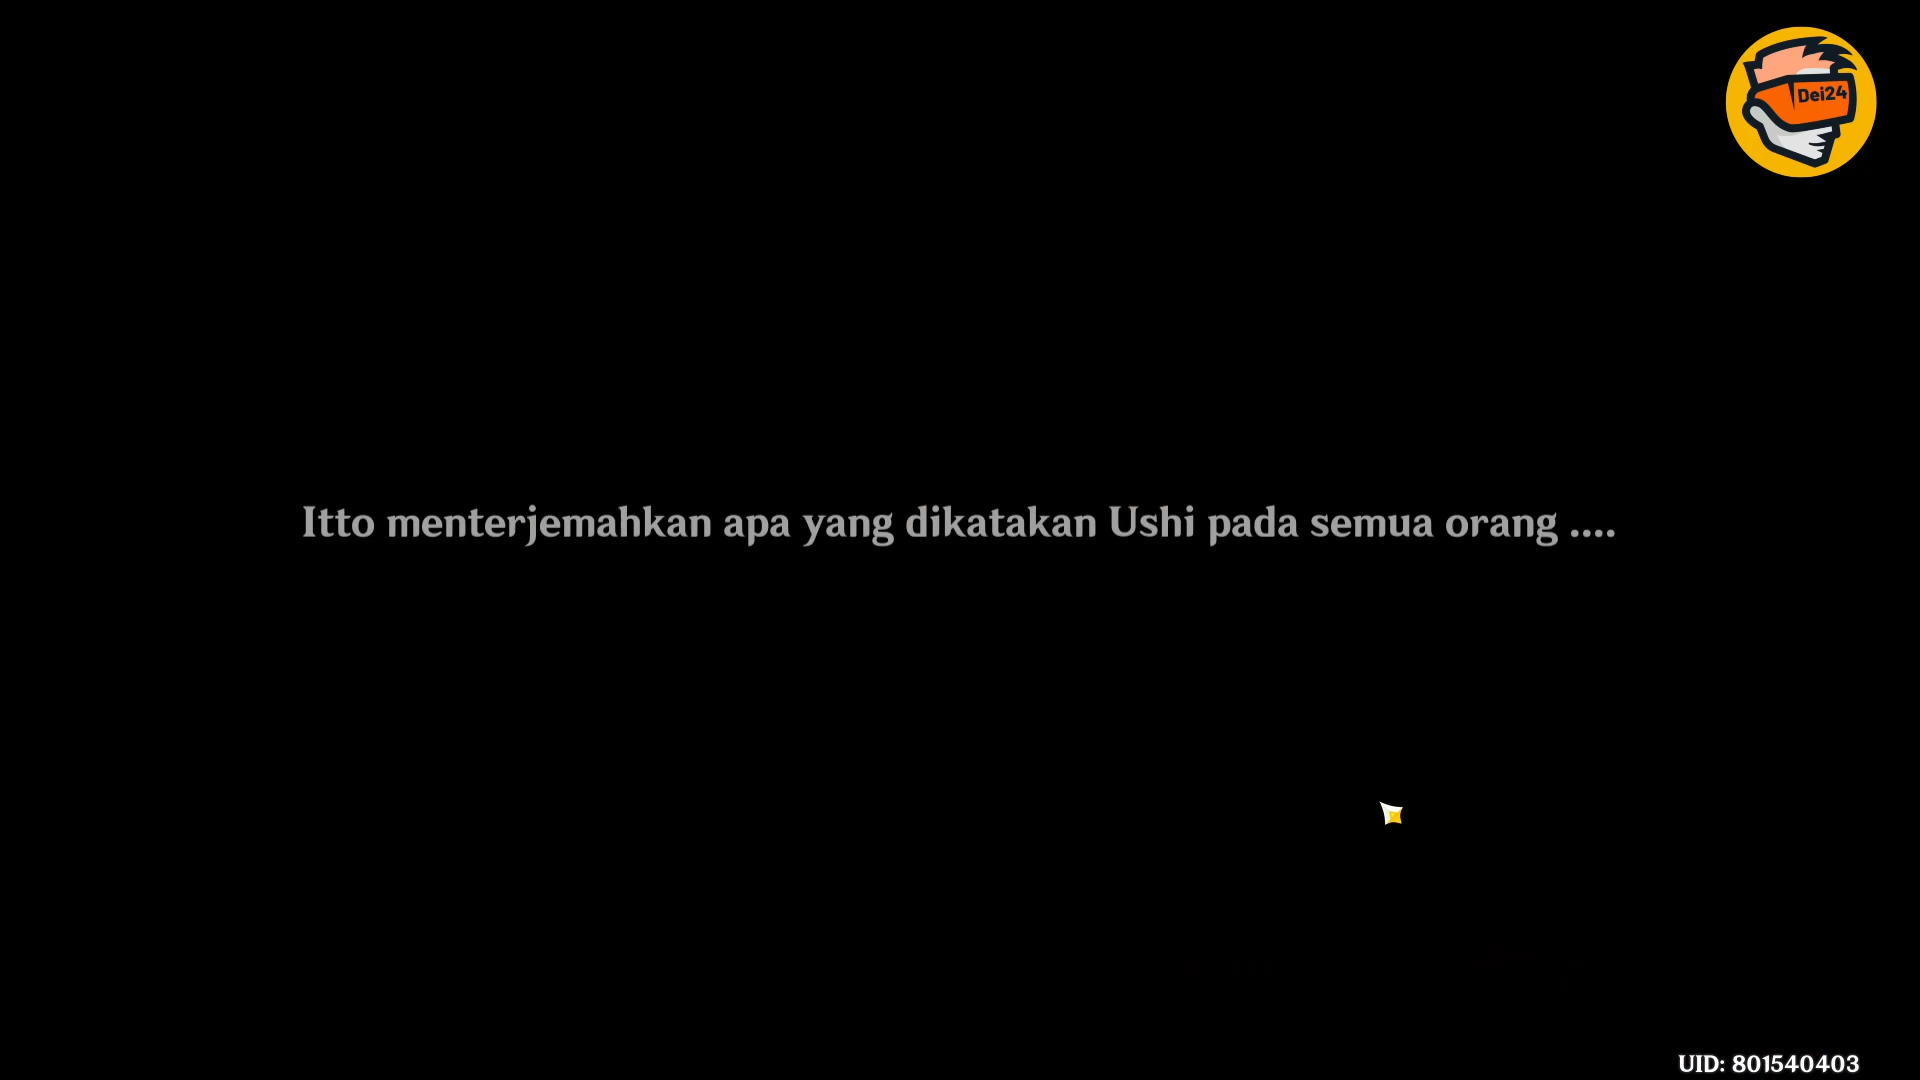 Dei24
Itto menterjemahkan apa yang dikatakan Ushi pada semua orang ....
UID: 801540403